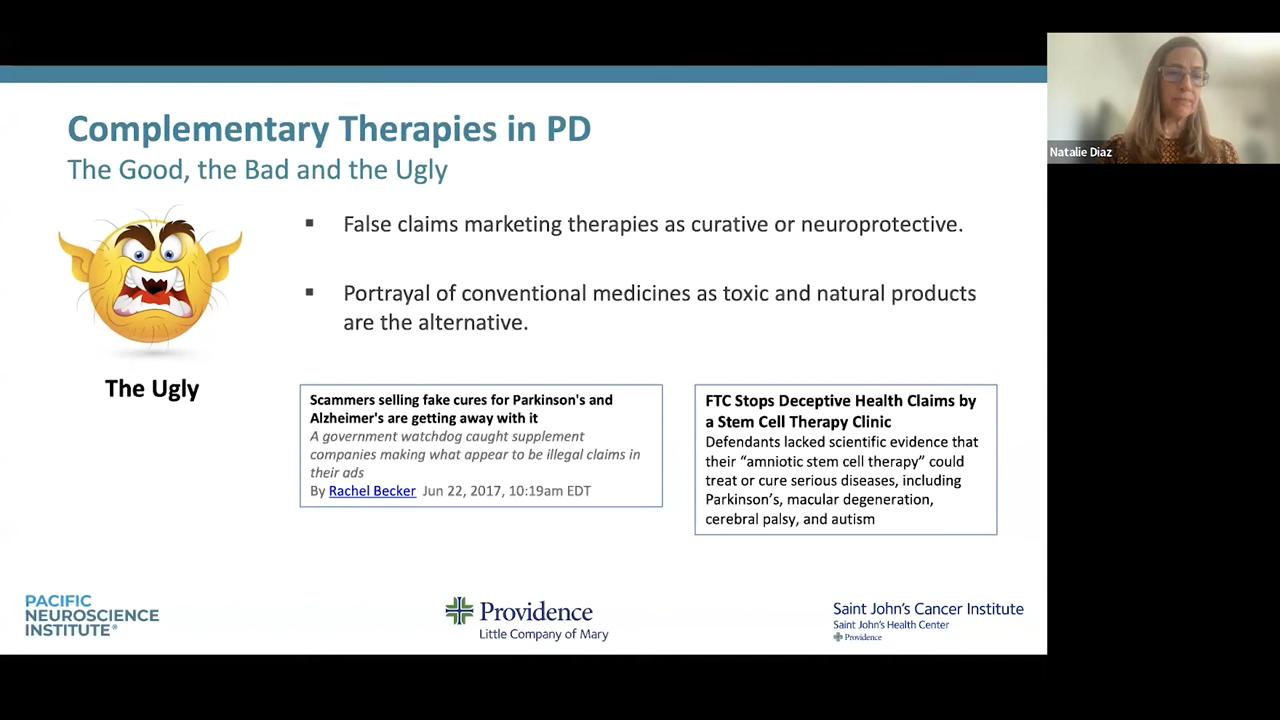 Complementary Therapies in PD
The Good, the Bad and the Ugly
▪ False claims marketing therapies as curative or neuroprotective.
▪ Portrayal of conventional medicines as toxic and natural products
are the alternative.
The Ugly
Scammers selling fake cures for Parkinson's and
Alzheimer's are getting away with it
A government watchdog caught supplement
companies making what appear to be illegal claims in
their ads
By Rachel Becker Jun 22, 2017, 10:19am EDT
FTC Stops Deceptive Health Claims by
a Stem Cell Therapy Clinic
Defendants lacked scientific evidence that
their “amniotic stem cell therapy” could
treat or cure serious diseases, including
Parkinson’s, macular degeneration,
cerebral palsy, and autism
PACIFIC
NEUROSCIENCE
INSTITUTE®
Providence
Little Company of Mary
Saint John’s Cancer Institute
Saint John’s Health Center
Providence
Natalie Diaz